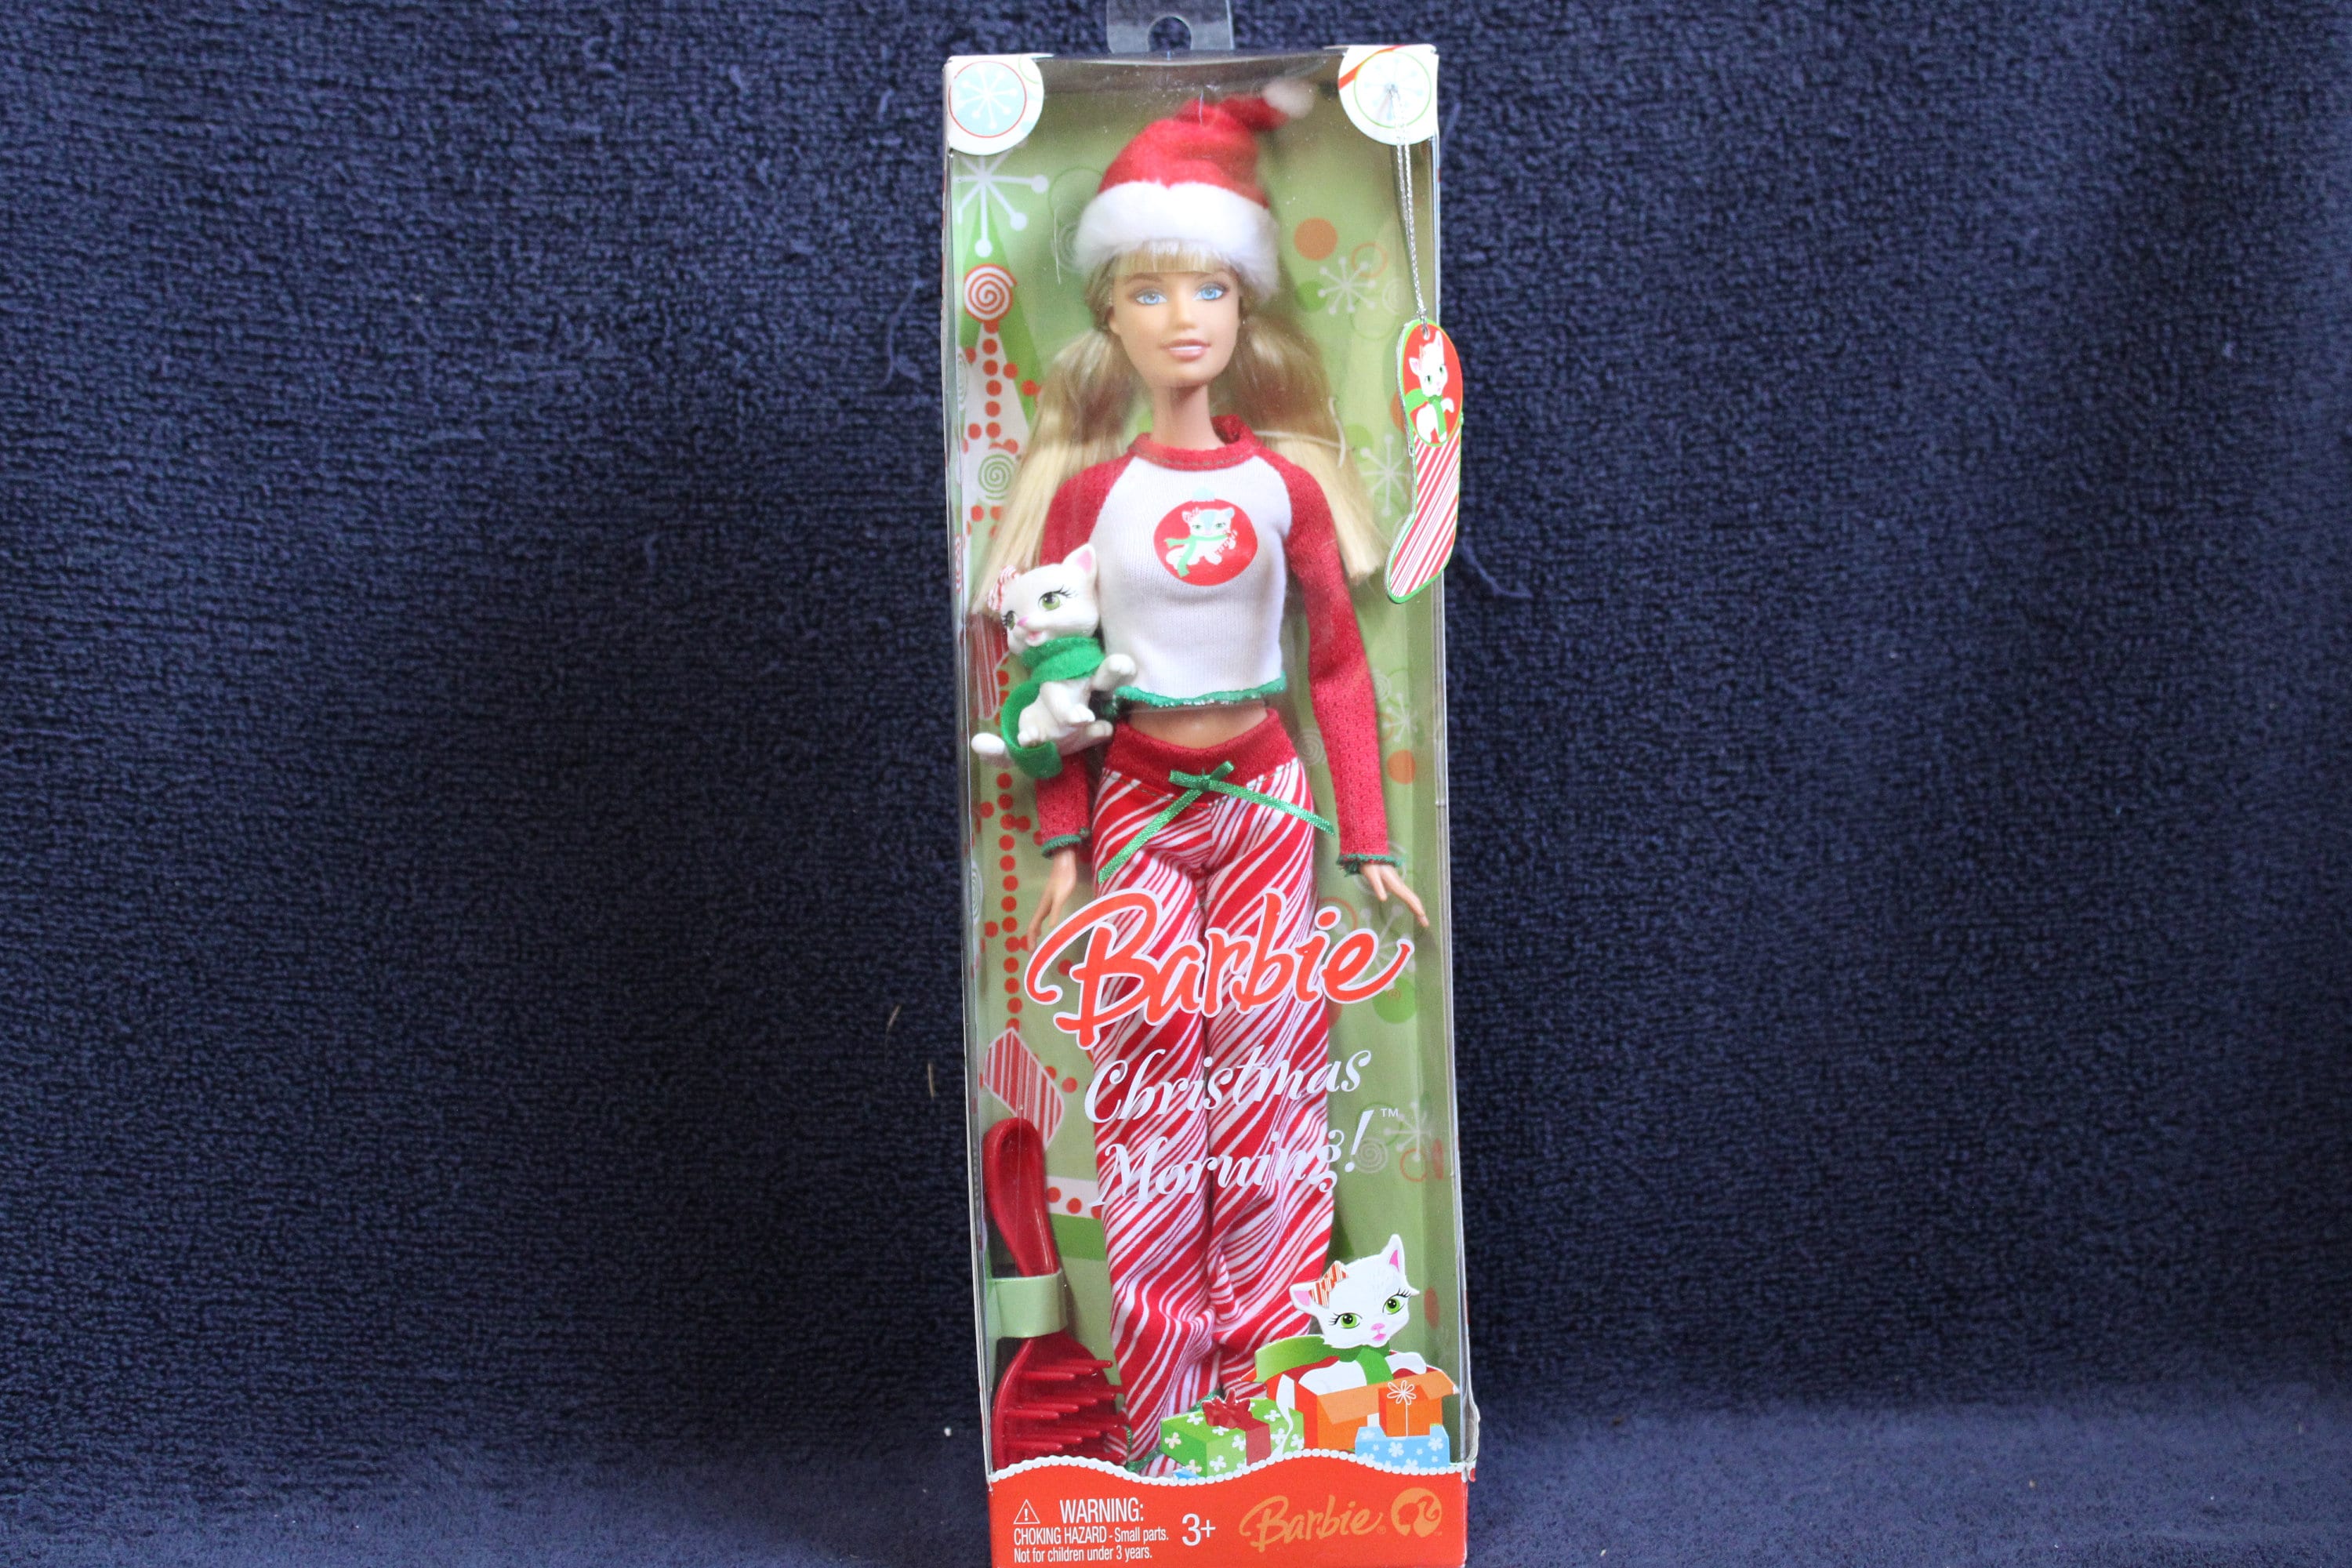 Barbie
Christmas
Morning!™
WARNING:
CHOKING HAZARD - Small parts.
Not for children under 3 years.
3+
Barbie®